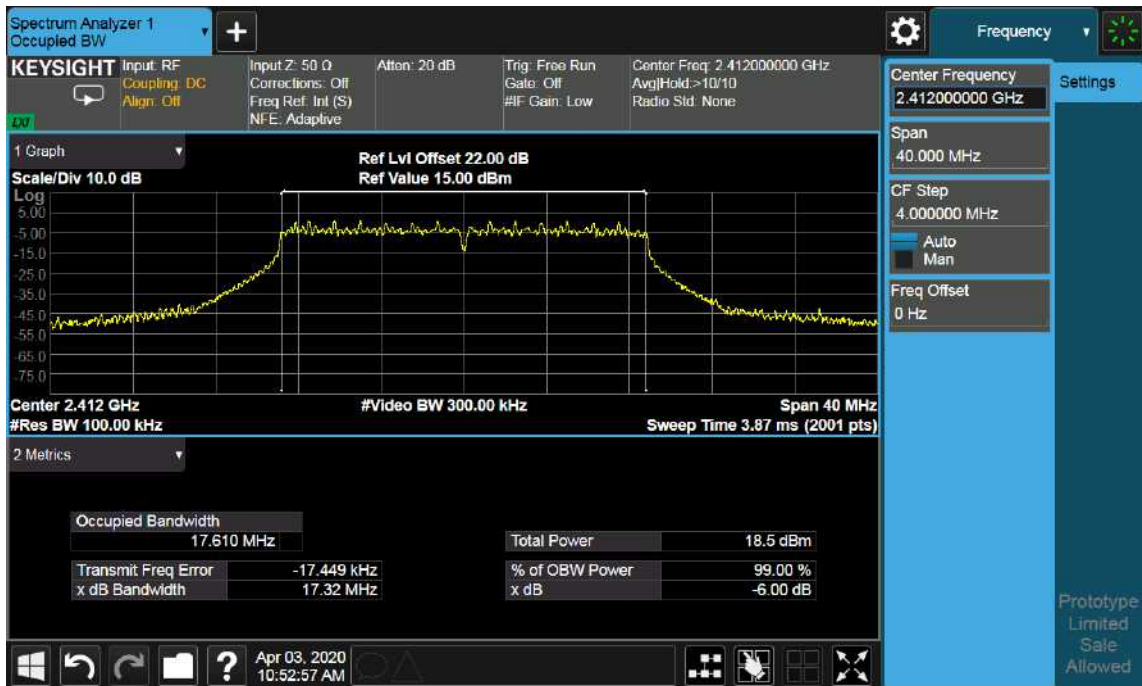 Spectrum Analyzer 1
Occupied BW
+
Frequency
KEYSIGHT
Input: RF
Coupling: DC
Align: Off
Input Z: 50 Ω
Corrections: Off
Freq Ref: Int (S)
NFE: Adaptive
Atten: 20 dB
Trig: Free Run
Gate: Off
#IF Gain: Low
Center Freq: 2.412000000 GHz
Avg|Hold:>10/10
Radio Std: None
Center Frequency
2.412000000 GHz
Settings
Span
40.000 MHz
CF Step
4.000000 MHz
Auto
Man
Freq Offset
0 Hz
1 Graph
Scale/Div 10.0 dB
Ref Lvl Offset 22.00 dB
Ref Value 15.00 dBm
Log
5.00
-5.00
-15.0
-25.0
-35.0
-45.0
-55.0
-65.0
-75.0
Center 2.412 GHz
#Video BW 300.00 kHz
Span 40 MHz
#Res BW 100.00 kHz
Sweep Time 3.87 ms (2001 pts)
2 Metrics
Occupied Bandwidth
17.610 MHz
Total Power 18.5 dBm
Transmit Freq Error -17.449 kHz
% of OBW Power 99.00 %
x dB Bandwidth 17.32 MHz
x dB -6.00 dB
Prototype
Limited
Sale
Allowed
?
Apr 03, 2020
10:52:57 AM